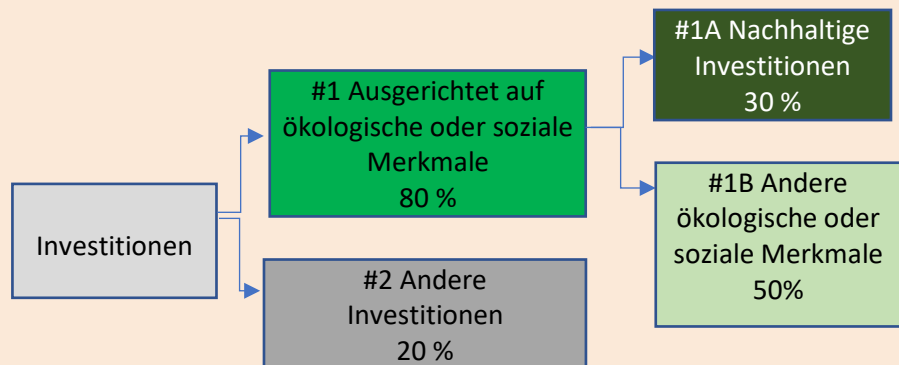 Investitionen
#1 Ausgerichtet auf
ökologische oder soziale
Merkmale
80 %
#2 Andere
Investitionen
20 %
#1A Nachhaltige
Investitionen
30 %
#1B Andere
ökologische oder
soziale Merkmale
50%